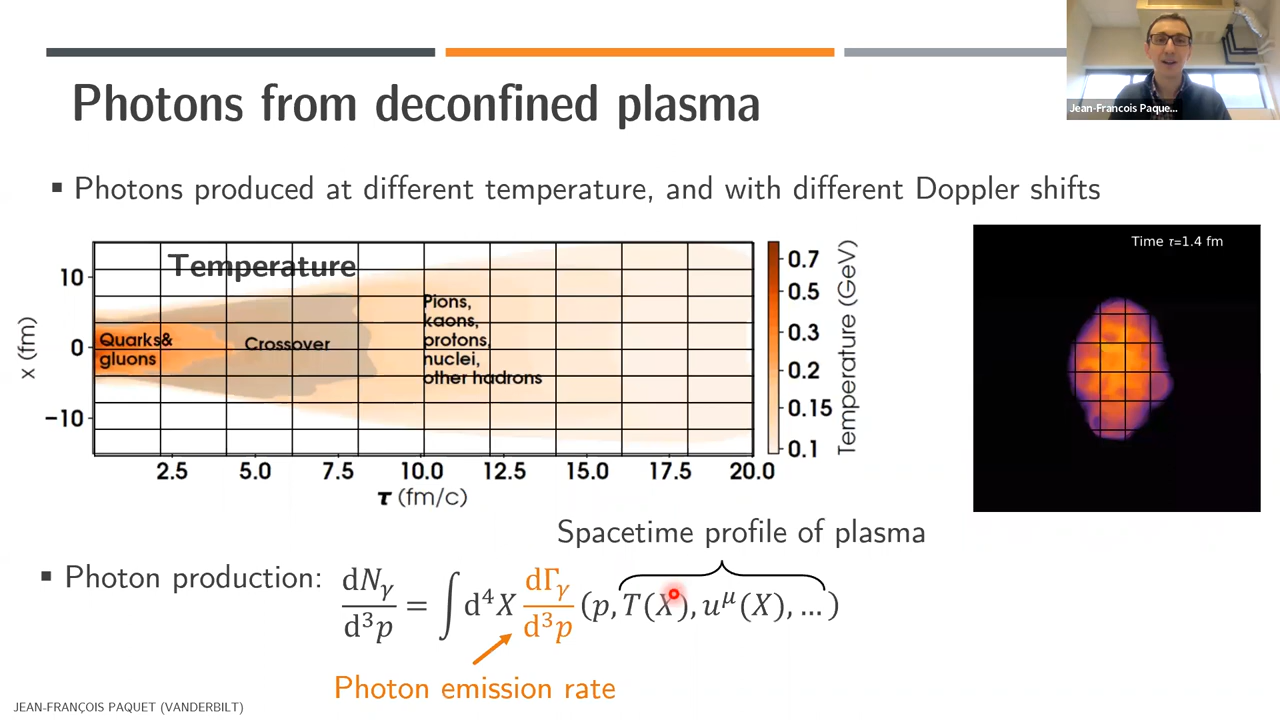 Jean-Francois Paque...
Photons from deconfined plasma
▪ Photons produced at different temperature, and with different Doppler shifts
Time τ=1.4 fm
Temperature
Quarks&
gluons
Crossover
Pions,
kaons,
protons,
nuclei,
other hadrons
x (fm)
10
0
−10
2.5 5.0 7.5 10.0 12.5 15.0 17.5 20.0
τ (fm/c)
0.7
0.5
0.3
0.2
0.15
0.1
Temperature (GeV)
Spacetime profile of plasma
▪ Photon production: dNγ/d³p = ∫ d⁴X dΓγ/d³p (p, T(X), uᵘ(X), ...)
Photon emission rate
JEAN-FRANÇOIS PAQUET (VANDERBILT)